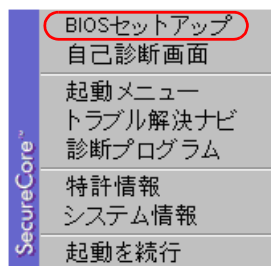 BIOSセットアップ
自己診断画面
起動メニュー
トラブル解決ナビ
診断プログラム
特許情報
システム情報
起動を続行
SecureCore™